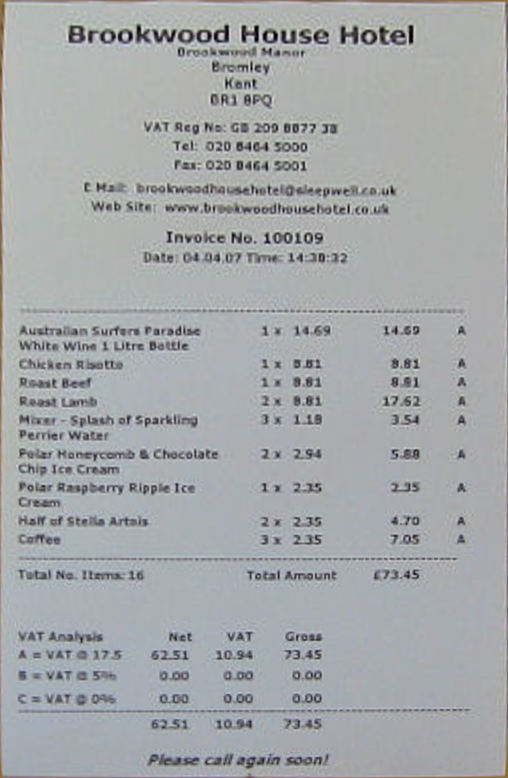 Brookwood House Hotel
Brookwood Manor
Bromley
Kent
BR1 8PQ
VAT Reg No: GB 209 8877 38
Tel: 020 8464 5000
Fax: 020 8464 5001
E Mail: brookwoodhousehotel@sleepwell.co.uk
Web Site: www.brookwoodhousehotel.co.uk
Invoice No. 100109
Date: 04.04.07 Time: 14:38:32
Australian Surfers Paradise 1 x 14.69 14.69 A
White Wine 1 Litre Bottle
Chicken Risotto 1 x 8.81 8.81 A
Roast Beef 1 x 8.81 8.81 A
Roast Lamb 2 x 8.81 17.62 A
Mixer - Splash of Sparkling 3 x 1.18 3.54 A
Perrier Water
Polar Honeycomb & Chocolate 2 x 2.94 5.88 A
Chip Ice Cream
Polar Raspberry Ripple Ice 1 x 2.35 2.35 A
Cream
Half of Stella Artois 2 x 2.35 4.70 A
Coffee 3 x 2.35 7.05 A
Total No. Items: 16 Total Amount £73.45
VAT Analysis Net VAT Gross
A = VAT @ 17.5 62.51 10.94 73.45
B = VAT @ 5% 0.00 0.00 0.00
C = VAT @ 0% 0.00 0.00 0.00
62.51 10.94 73.45
Please call again soon!